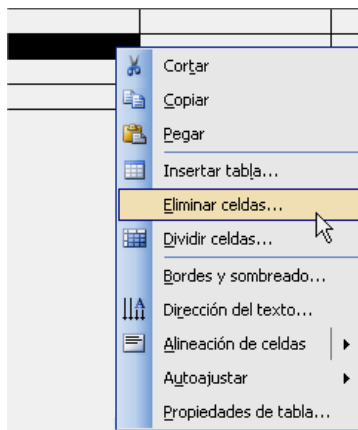 Cortar
Copiar
Pegar
Insertar tabla...
Eliminar celdas...
Dividir celdas...
Bordes y sombreado...
Dirección del texto...
Alineación de celdas
Autoajustar
Propiedades de tabla...